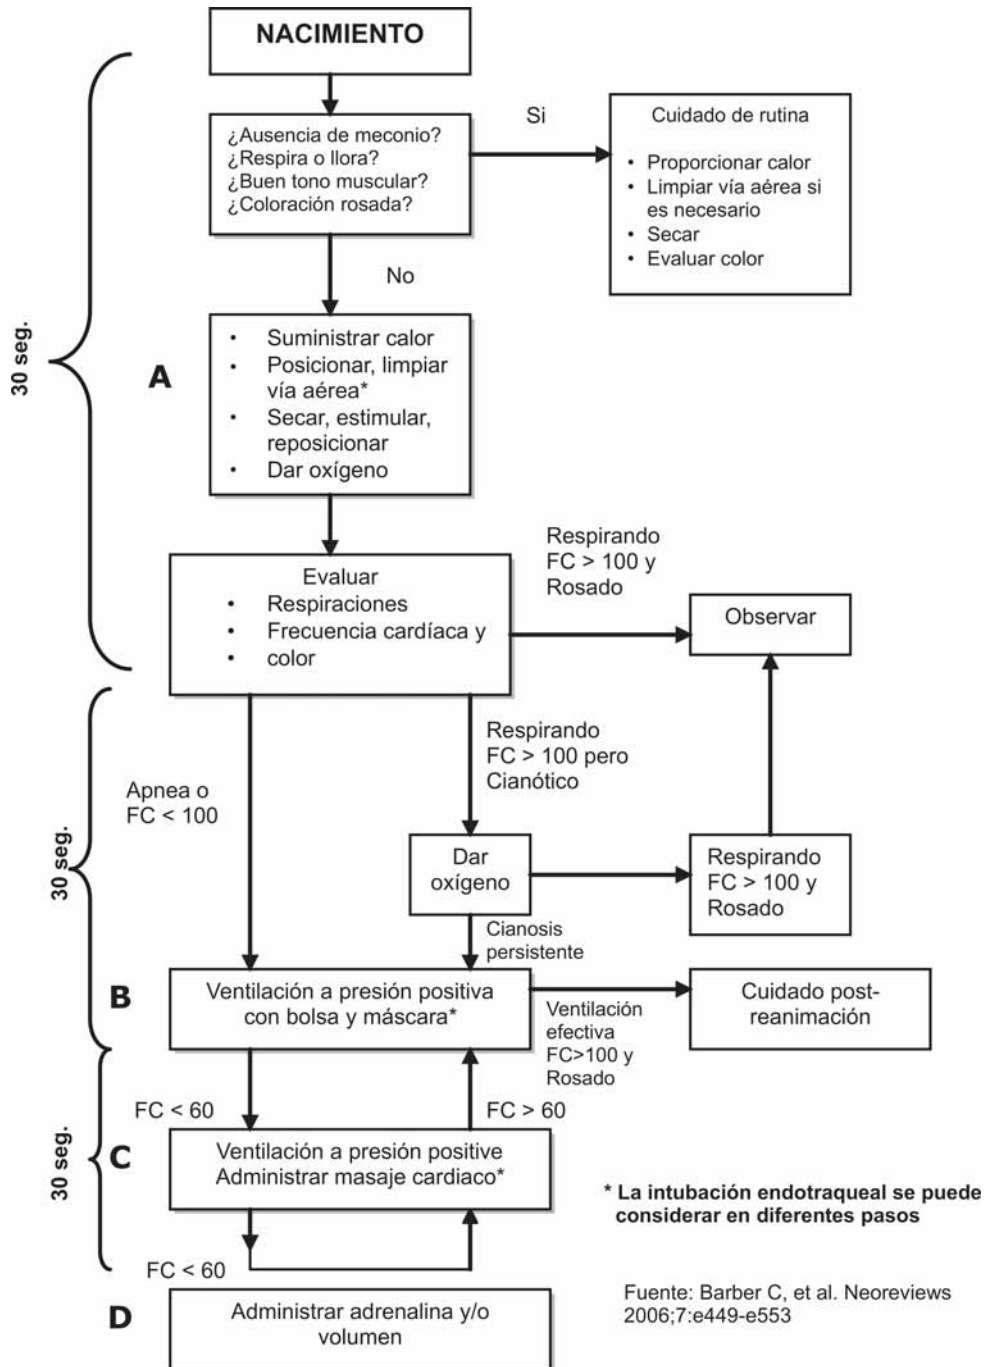 NACIMIENTO
¿Ausencia de meconio?
¿Respira o llora?
¿Buen tono muscular?
¿Coloración rosada?
Si
Cuidado de rutina
• Proporcionar calor
• Limpiar vía aérea si
es necesario
• Secar
• Evaluar color
No
30 seg.
A
• Suministrar calor
• Posicionar, limpiar
vía aérea*
• Secar, estimular,
reposicionar
• Dar oxígeno
Evaluar
• Respiraciones
• Frecuencia cardíaca y
• color
Respirando
FC > 100 y
Rosado
Observar
30 seg.
Apnea o
FC < 100
Respirando
FC > 100 pero
Cianótico
Dar
oxígeno
Respirando
FC > 100 y
Rosado
Cianosis
persistente
B
Ventilación a presión positiva
con bolsa y máscara*
Ventilación
efectiva
FC>100 y
Rosado
Cuidado post-
reanimación
30 seg.
FC < 60
FC > 60
C
Ventilación a presión positive
Administrar masaje cardiaco*
* La intubación endotraqueal se puede
considerar en diferentes pasos
FC < 60
D
Administrar adrenalina y/o
volumen
Fuente: Barber C, et al. Neoreviews
2006;7:e449-e553